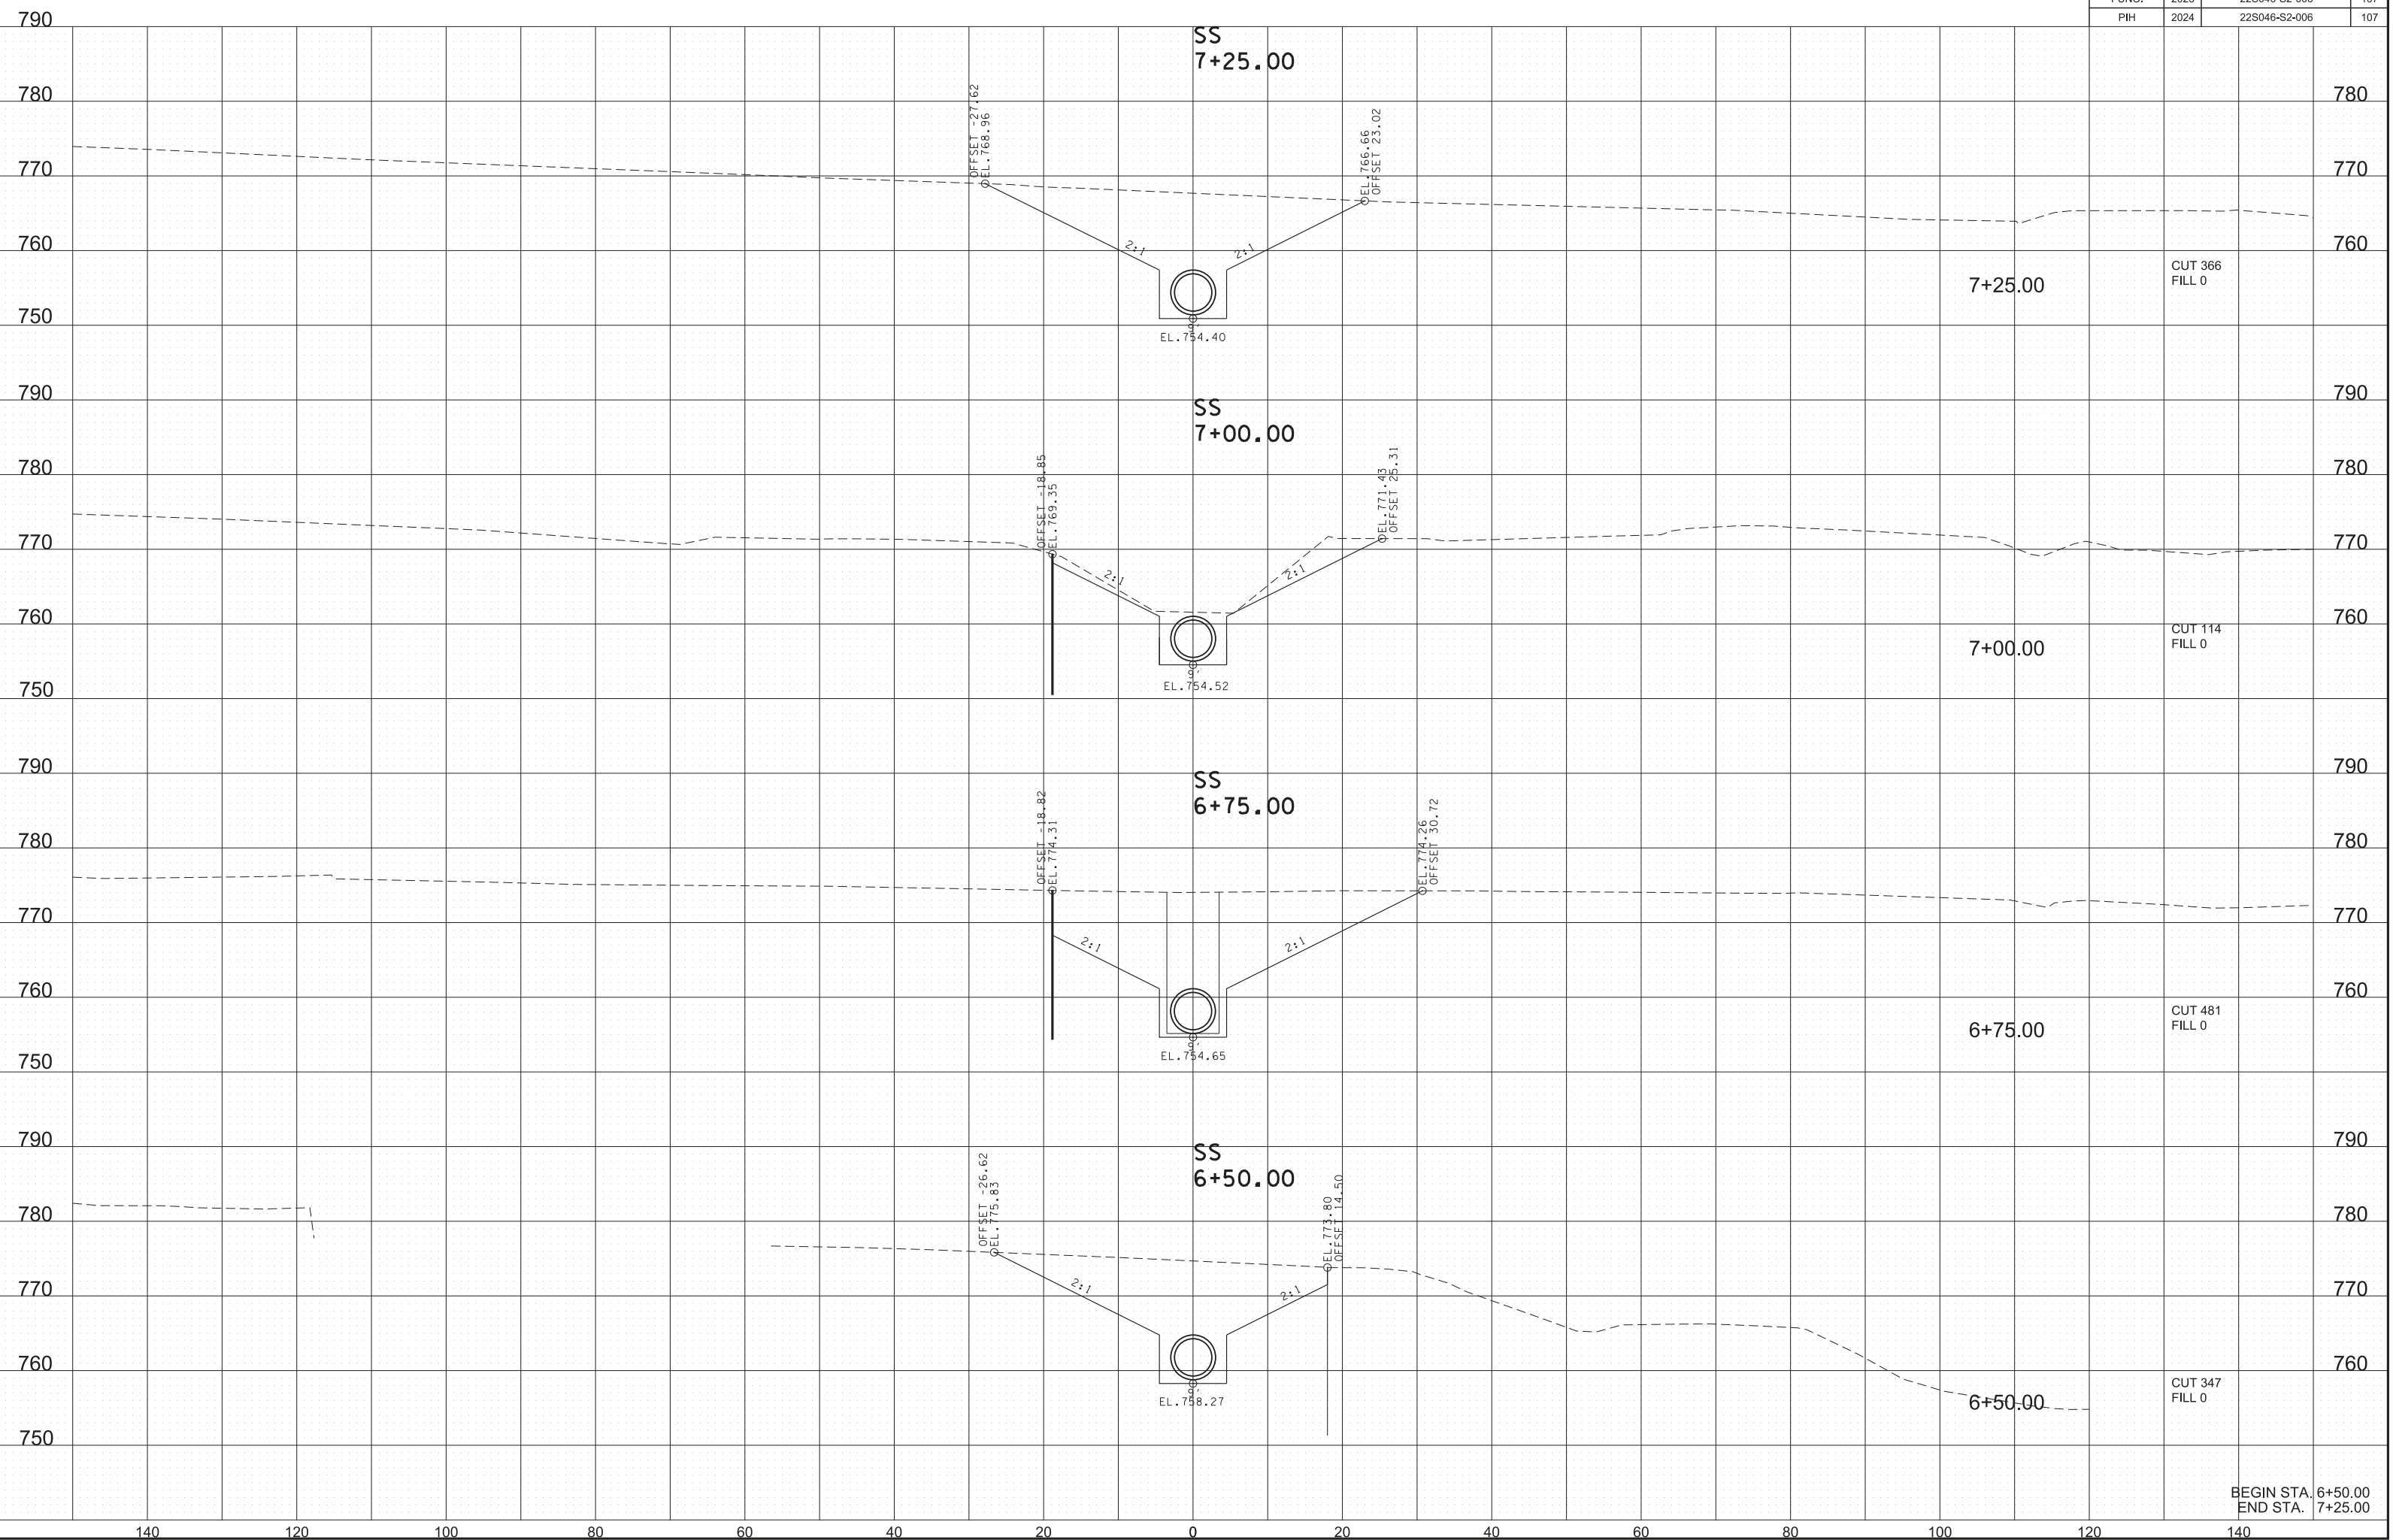 PIH 2024 22S046-S2-006 107
790
SS
7+25.00
780 780
OFFSET -27.62
EL.768.96
EL.766.66
OFFSET 23.02
770 770
2:1 2:1
760 760
7+25.00
CUT 366
FILL 0
750 750
9'
EL.754.40
790 790
SS
7+00.00
780 780
OFFSET -18.85
EL.769.35
EL.771.43
OFFSET 25.31
770 770
2:1 2:1
760 760
7+00.00
CUT 114
FILL 0
750 750
9'
EL.754.52
790 790
SS
6+75.00
780 780
OFFSET -18.82
EL.774.31
EL.774.26
OFFSET 30.72
770 770
2:1 2:1
760 760
6+75.00
CUT 481
FILL 0
750 750
9'
EL.754.65
790 790
SS
6+50.00
780 780
OFFSET -26.62
EL.775.83
EL.773.80
OFFSET 14.50
770 770
2:1 2:1
760 760
6+50.00
CUT 347
FILL 0
750 750
9'
EL.758.27
BEGIN STA. 6+50.00
END STA. 7+25.00
140 120 100 80 60 40 20 0 20 40 60 80 100 120 140